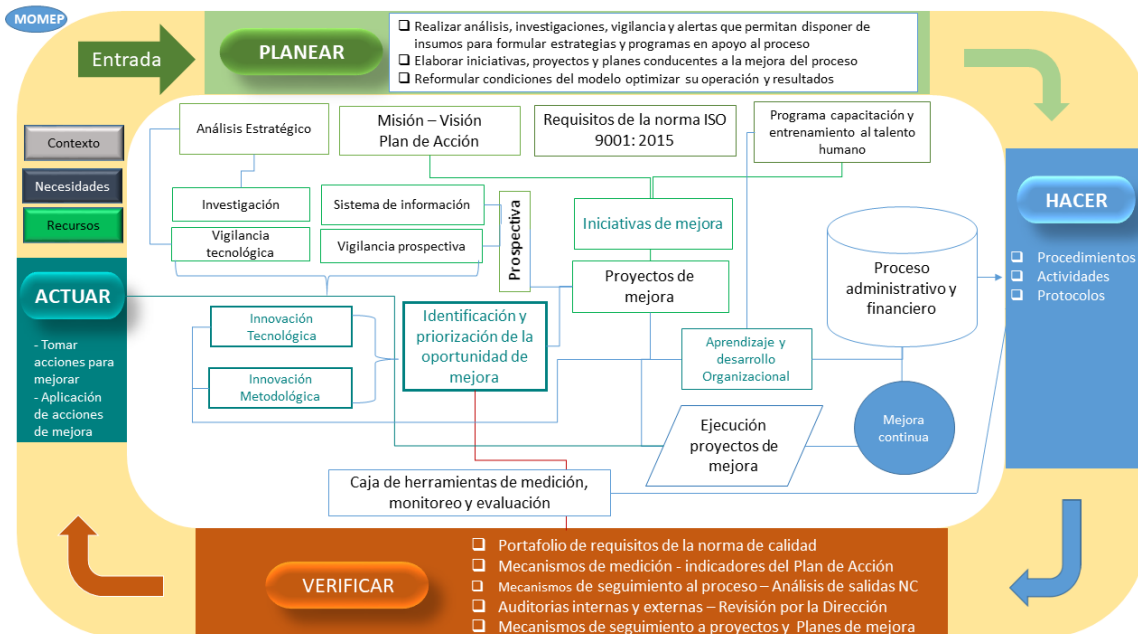 MOMEP
Entrada
PLANEAR
❑ Realizar análisis, investigaciones, vigilancia y alertas que permitan disponer de
insumos para formular estrategias y programas en apoyo al proceso
❑ Elaborar iniciativas, proyectos y planes conducentes a la mejora del proceso
❑ Reformular condiciones del modelo optimizar su operación y resultados
Contexto
Necesidades
Recursos
Análisis Estratégico
Misión – Visión
Plan de Acción
Requisitos de la norma ISO
9001: 2015
Programa capacitación y
entrenamiento al talento
humano
Investigación
Sistema de información
Vigilancia
tecnológica
Vigilancia prospectiva
Prospectiva
Iniciativas de mejora
Proyectos de
mejora
Proceso
administrativo y
financiero
HACER
❑ Procedimientos
❑ Actividades
❑ Protocolos
ACTUAR
- Tomar
acciones para
mejorar
- Aplicación
de acciones
de mejora
Innovación
Tecnológica
Innovación
Metodológica
Identificación y
priorización de la
oportunidad de
mejora
Aprendizaje y
desarrollo
Organizacional
Ejecución
proyectos de
mejora
Mejora
continua
Caja de herramientas de medición,
monitoreo y evaluación
VERIFICAR
❑ Portafolio de requisitos de la norma de calidad
❑ Mecanismos de medición - indicadores del Plan de Acción
❑ Mecanismos de seguimiento al proceso – Análisis de salidas NC
❑ Auditorias internas y externas – Revisión por la Dirección
❑ Mecanismos de seguimiento a proyectos y Planes de mejora